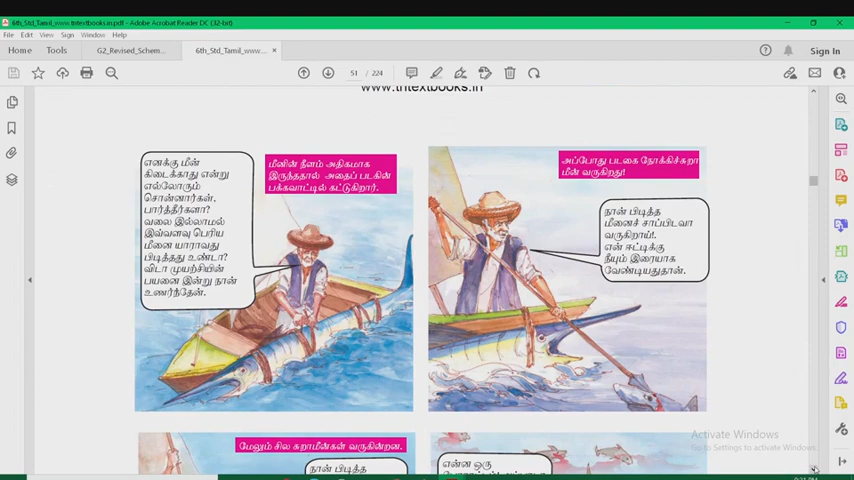 6th_Std_Tamil_www.tntextbooks.in.pdf - Adobe Acrobat Reader DC (32-bit)
File Edit View Sign Window Help
Home Tools G2_Revised_Schem... 6th_Std_Tamil_www.... × Sign In
51 / 224
www.tntextbooks.in
எனக்கு மீன்
கிடைக்காது என்று
எல்லோரும்
சொன்னார்கள்.
பார்த்தீர்களா?
வலை இல்லாமல்
இவ்வளவு பெரிய
மீனை யாராவது
பிடித்தது உண்டா?
விடா முயற்சியின்
பயனை இன்று நான்
உணர்ந்தேன்.
மீனின் நீளம் அதிகமாக
இருந்ததால் அதைப் படகின்
பக்கவாட்டில் கட்டுகிறார்.
அப்போது படகை நோக்கிச்சுறா
மீன் வருகிறது!
நான் பிடித்த
மீனைச் சாப்பிடவா
வருகிறாய்!.
என் ஈட்டிக்கு
நீயும் இரையாக
வேண்டியதுதான்.
மேலும் சில சுறாமீன்கள் வருகின்றன.
நான் பிடித்த
என்ன ஒரு
Activate Windows
Go to Settings to activate Windows.